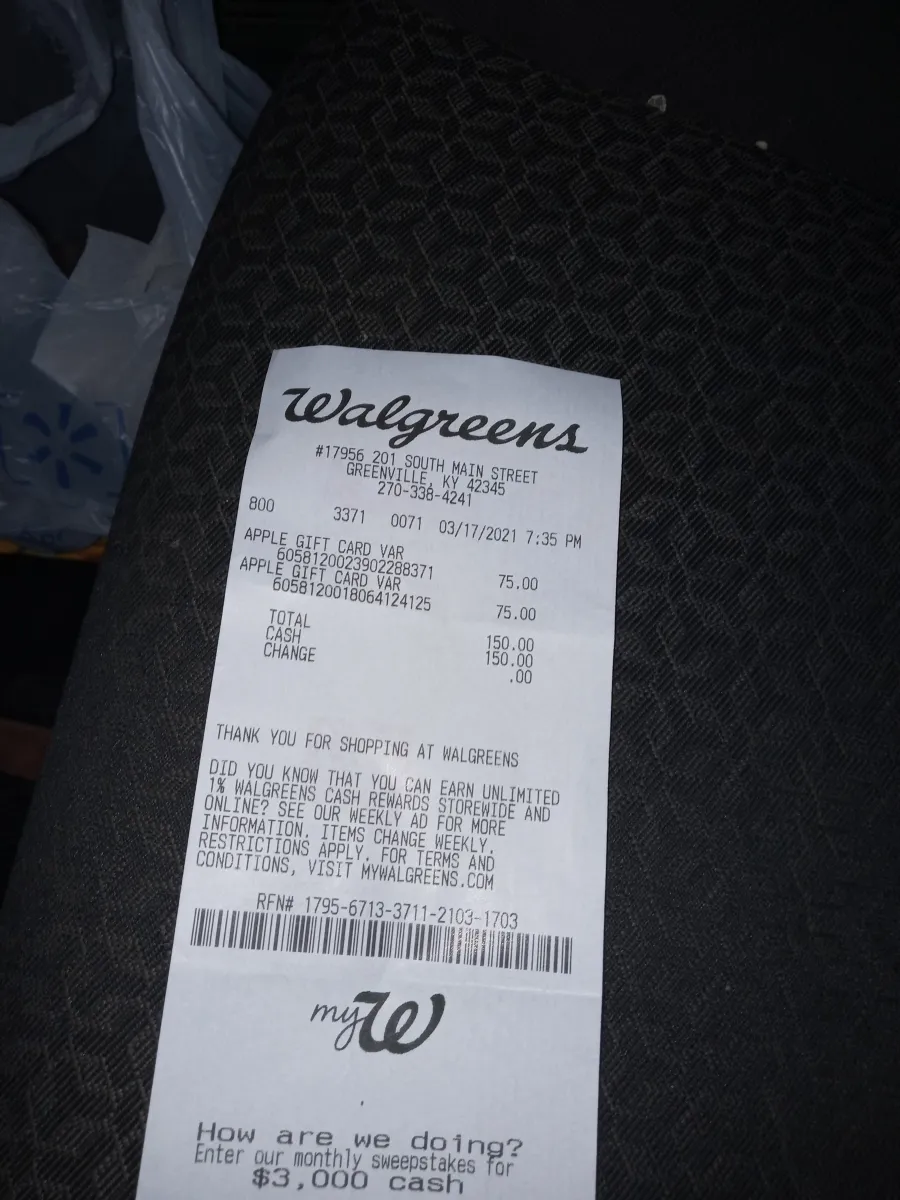 Walgreens
#17956 201 SOUTH MAIN STREET
GREENVILLE, KY 42345
270-338-4241
800 3371 0071 03/17/2021 7:35 PM
APPLE GIFT CARD VAR
6058120023902288371 75.00
APPLE GIFT CARD VAR
6058120018064124125 75.00
TOTAL 150.00
CASH 150.00
CHANGE .00
THANK YOU FOR SHOPPING AT WALGREENS
DID YOU KNOW THAT YOU CAN EARN UNLIMITED
1% WALGREENS CASH REWARDS STOREWIDE AND
ONLINE? SEE OUR WEEKLY AD FOR MORE
INFORMATION. ITEMS CHANGE WEEKLY.
RESTRICTIONS APPLY. FOR TERMS AND
CONDITIONS, VISIT MYWALGREENS.COM
RFN# 1795-6713-3711-2103-1703
myW
How are we doing?
Enter our monthly sweepstakes for
$3,000 cash